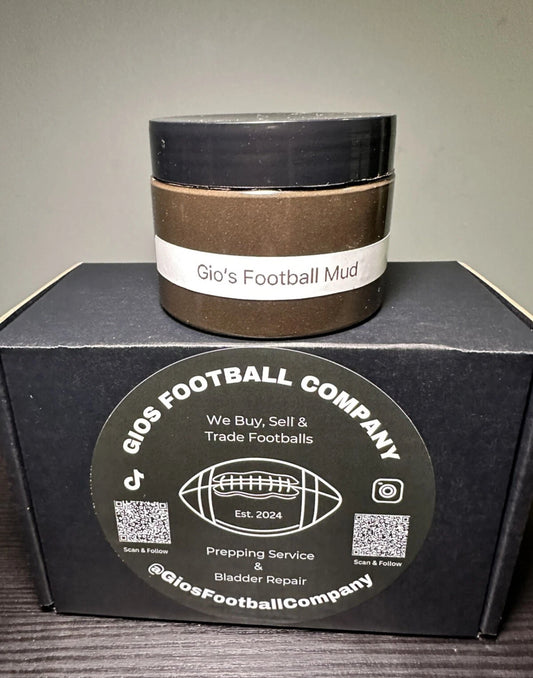 Gio's Football Mud
GIOS FOOTBALL COMPANY
We Buy, Sell &
Trade Footballs
Est. 2024
Scan & Follow
Scan & Follow
Prepping Service
&
Bladder Repair
@GiosFootballCompany